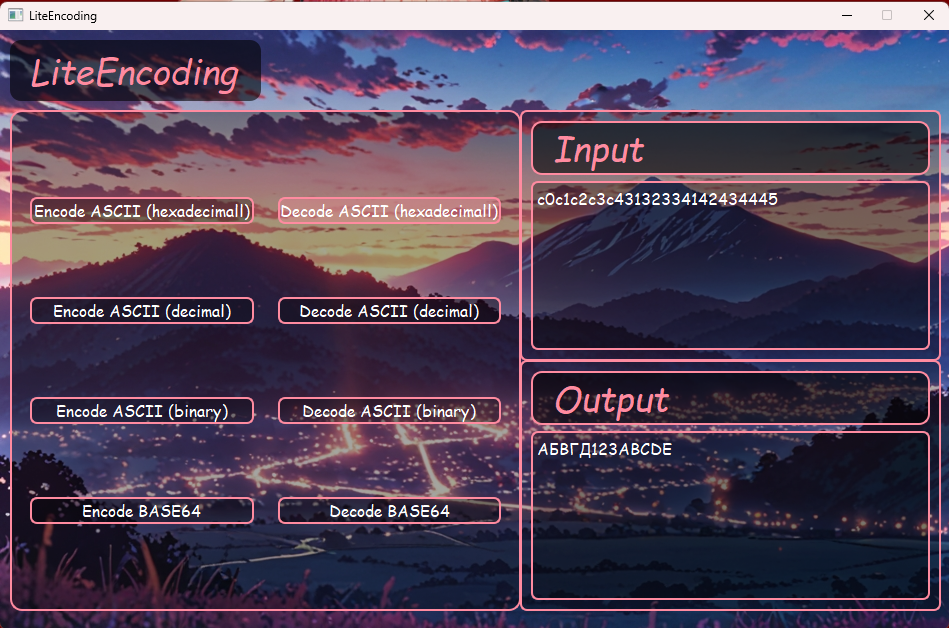 LiteEncoding
LiteEncoding
Encode ASCII (hexadecimall)
Decode ASCII (hexadecimall)
Encode ASCII (decimal)
Decode ASCII (decimal)
Encode ASCII (binary)
Decode ASCII (binary)
Encode BASE64
Decode BASE64
Input
c0c1c2c3c43132334142434445
Output
АБВГД123ABCDE